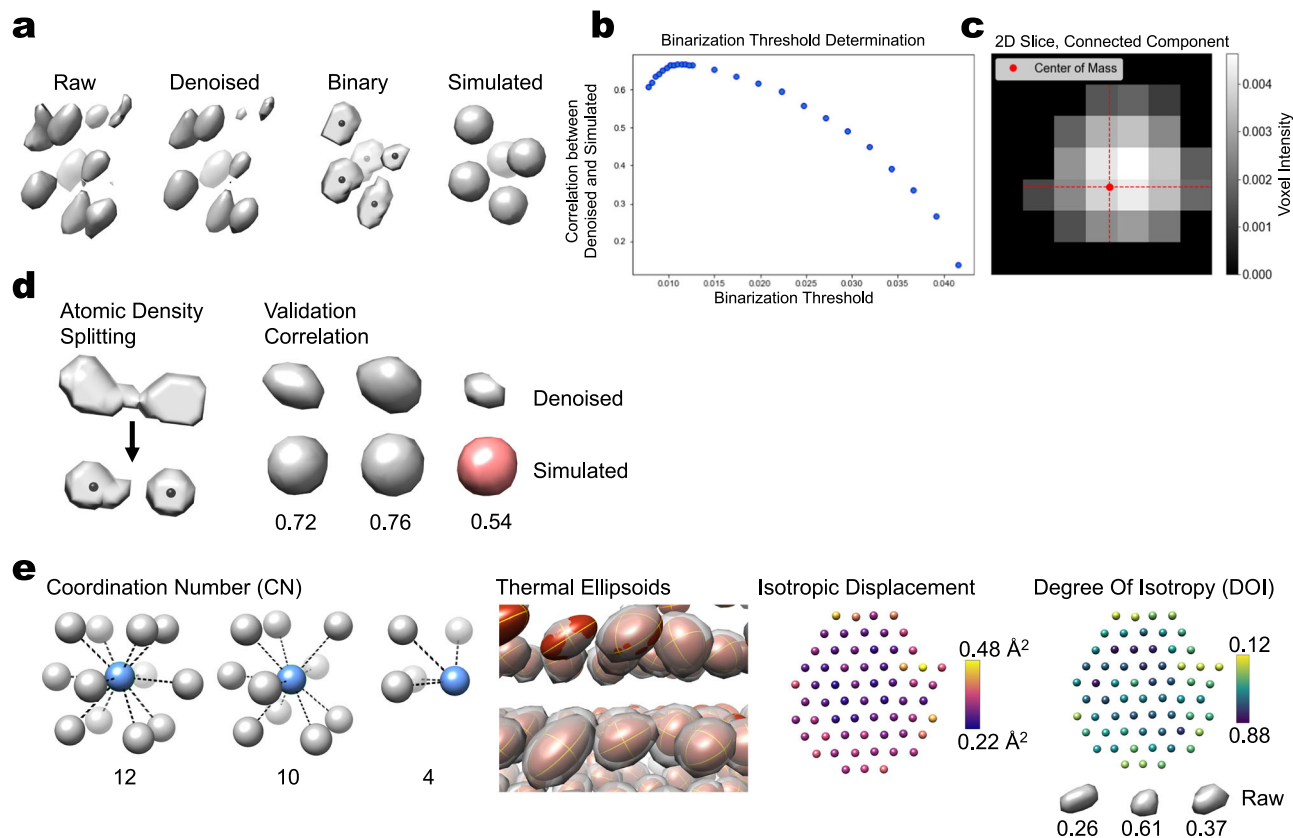 a
Raw
Denoised
Binary
Simulated
b
Binarization Threshold Determination
Correlation between
Denoised and Simulated
0.6
0.5
0.4
0.3
0.2
0.010
0.015
0.020
0.025
0.030
0.035
0.040
Binarization Threshold
c
2D Slice, Connected Component
Center of Mass
0.004
0.003
0.002
0.001
0.000
Voxel Intensity
d
Atomic Density
Splitting
Validation
Correlation
Denoised
Simulated
0.72
0.76
0.54
e
Coordination Number (CN)
12
10
4
Thermal Ellipsoids
Isotropic Displacement
0.48 Å²
0.22 Å²
Degree Of Isotropy (DOI)
0.12
0.88
Raw
0.26
0.61
0.37